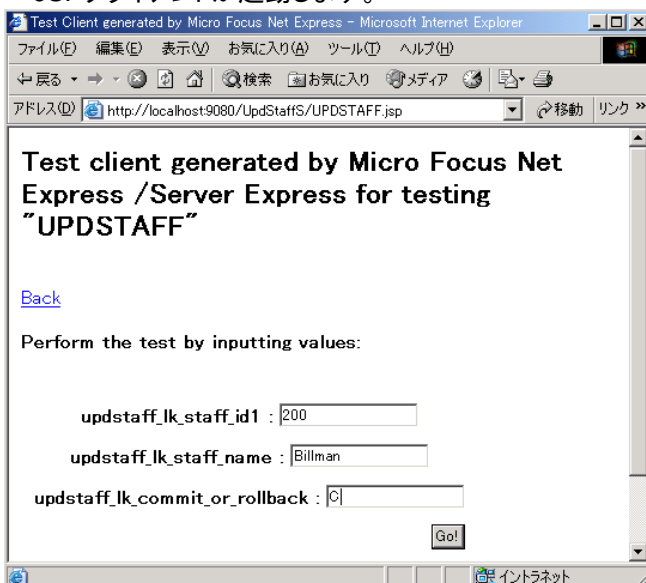 Test Client generated by Micro Focus Net Express - Microsoft Internet Explorer
ファイル(F) 編集(E) 表示(V) お気に入り(A) ツール(T) ヘルプ(H)
戻る 検索 お気に入り メディア
アドレス(D) http://localhost:9080/UpdStaffS/UPDSTAFF.jsp 移動 リンク »
Test client generated by Micro Focus Net
Express /Server Express for testing
"UPDSTAFF"
Back
Perform the test by inputting values:
updstaff_lk_staff_id1 : 200
updstaff_lk_staff_name : Billman
updstaff_lk_commit_or_rollback : C
Go!
イントラネット